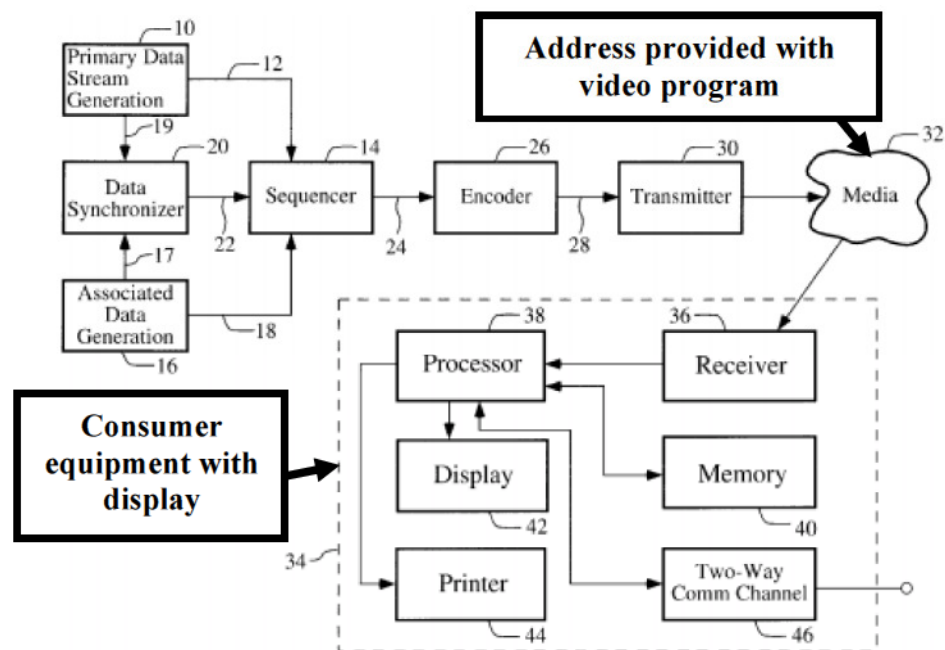 10
Primary Data
Stream
Generation
12
19
Address provided with
video program
32
20
Data
Synchronizer
22
14
Sequencer
24
26
Encoder
28
30
Transmitter
Media
17
Associated Data
Generation
18
16
38
Processor
36
Receiver
Consumer
equipment with
display
Display
42
Memory
40
34
Printer
44
Two-Way
Comm Channel
46